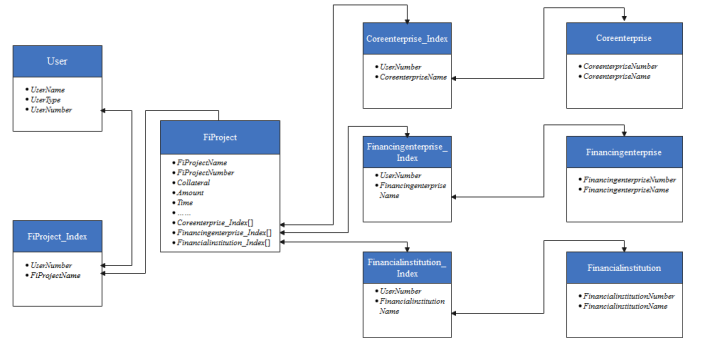 User
• UserName
• UserType
• UserNumber
FiProject_Index
• UserNumber
• FiProjectName
FiProject
• FiProjectName
• FiProjectNumber
• Collateral
• Amount
• Time
• ……
• Coreenterprise_Index[]
• Financingenterprise_Index[]
• Financialinstitution_Index[]
Coreenterprise_Index
• UserNumber
• CoreenterpriseName
Coreenterprise
• CoreenterpriseNumber
• CoreenterpriseName
Financingenterprise_
Index
• UserNumber
• Financingenterprise
Name
Financingenterprise
• FinancingenterpriseNumber
• FinancingenterpriseName
Financialinstitution_
Index
• UserNumber
• Financialinstitution
Name
Financialinstitution
• FinancialinstitutionNumber
• FinancialinstitutionName